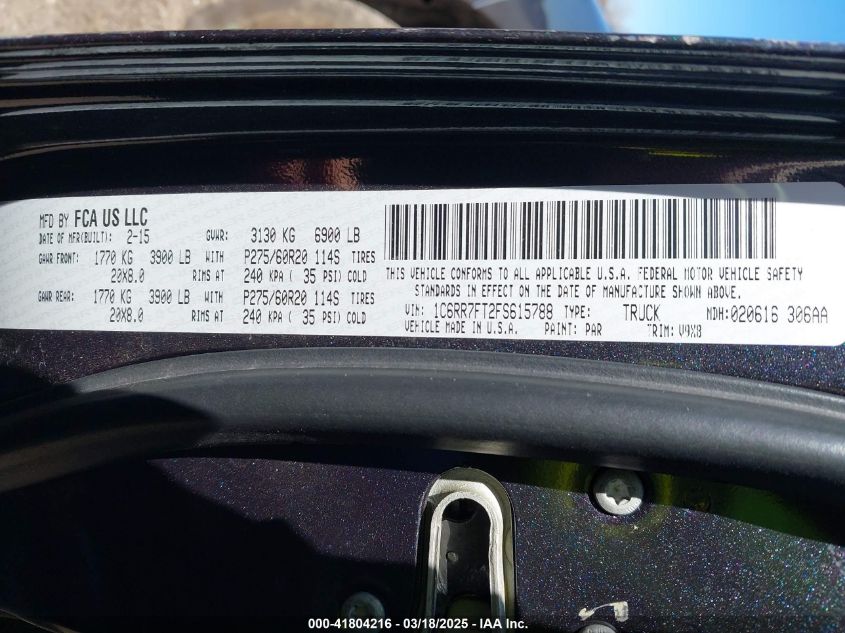 MFD BY FCA US LLC
DATE OF MFR(BUILT): 2-15 GVWR: 3130 KG 6900 LB
GAWR FRONT: 1770 KG 3900 LB WITH P275/60R20 114S TIRES
20X8.0 RIMS AT 240 KPA ( 35 PSI) COLD
GAWR REAR: 1770 KG 3900 LB WITH P275/60R20 114S TIRES
20X8.0 RIMS AT 240 KPA ( 35 PSI) COLD
THIS VEHICLE CONFORMS TO ALL APPLICABLE U.S.A. FEDERAL MOTOR VEHICLE SAFETY
STANDARDS IN EFFECT ON THE DATE OF MANUFACTURE SHOWN ABOVE.
VIN: 1C6RR7FT2FS615788 TYPE: TRUCK MDH:020616 306AA
VEHICLE MADE IN U.S.A. PAINT: PAR TRIM: V9X8
000-41804216 - 03/18/2025 - IAA Inc.